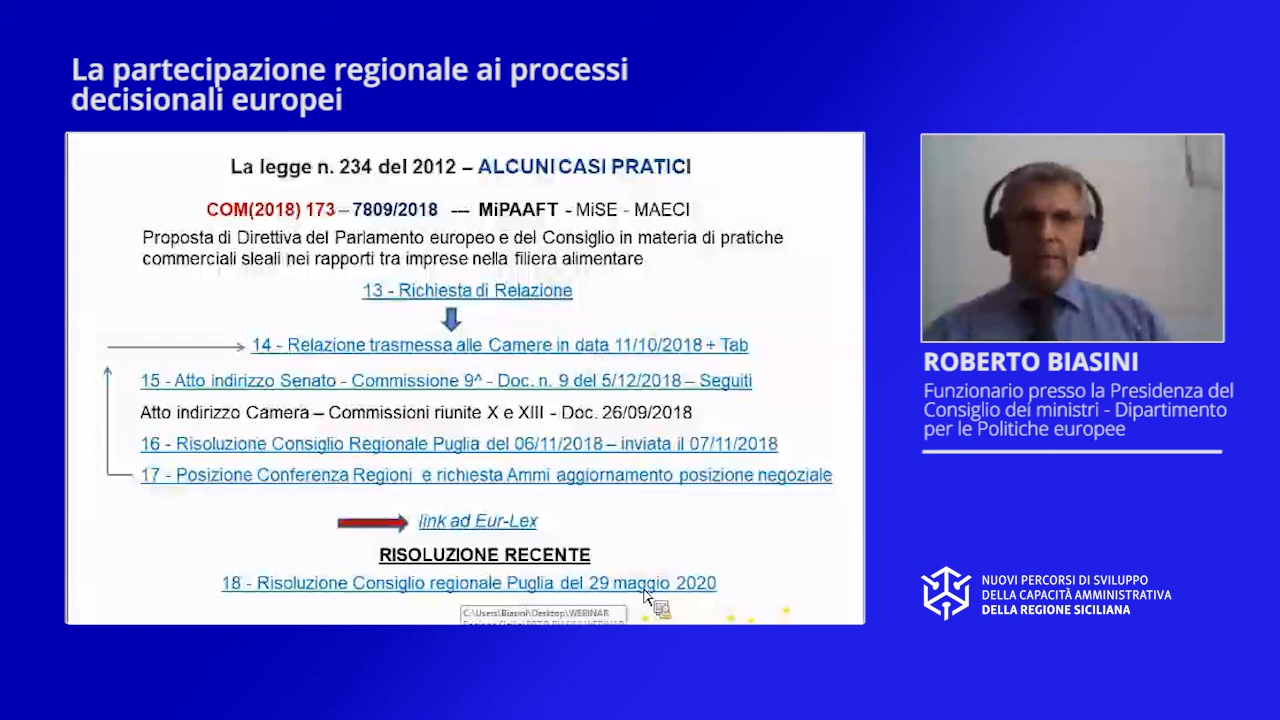 La partecipazione regionale ai processi
decisionali europei
La legge n. 234 del 2012 – ALCUNI CASI PRATICI
COM(2018) 173 – 7809/2018 --- MiPAAFT - MiSE - MAECI
Proposta di Direttiva del Parlamento europeo e del Consiglio in materia di pratiche
commerciali sleali nei rapporti tra imprese nella filiera alimentare
13 - Richiesta di Relazione
14 - Relazione trasmessa alle Camere in data 11/10/2018 + Tab
15 - Atto indirizzo Senato - Commissione 9^ - Doc. n. 9 del 5/12/2018 – Seguiti
Atto indirizzo Camera – Commissioni riunite X e XIII - Doc. 26/09/2018
16 - Risoluzione Consiglio Regionale Puglia del 06/11/2018 – inviata il 07/11/2018
17 - Posizione Conferenza Regioni e richiesta Ammi aggiornamento posizione negoziale
link ad Eur-Lex
RISOLUZIONE RECENTE
18 - Risoluzione Consiglio regionale Puglia del 29 maggio 2020
C:\Users\Biasini\Desktop\WEBINAR
ROBERTO BIASINI
Funzionario presso la Presidenza del
Consiglio dei ministri - Dipartimento
per le Politiche europee
NUOVI PERCORSI DI SVILUPPO
DELLA CAPACITÀ AMMINISTRATIVA
DELLA REGIONE SICILIANA